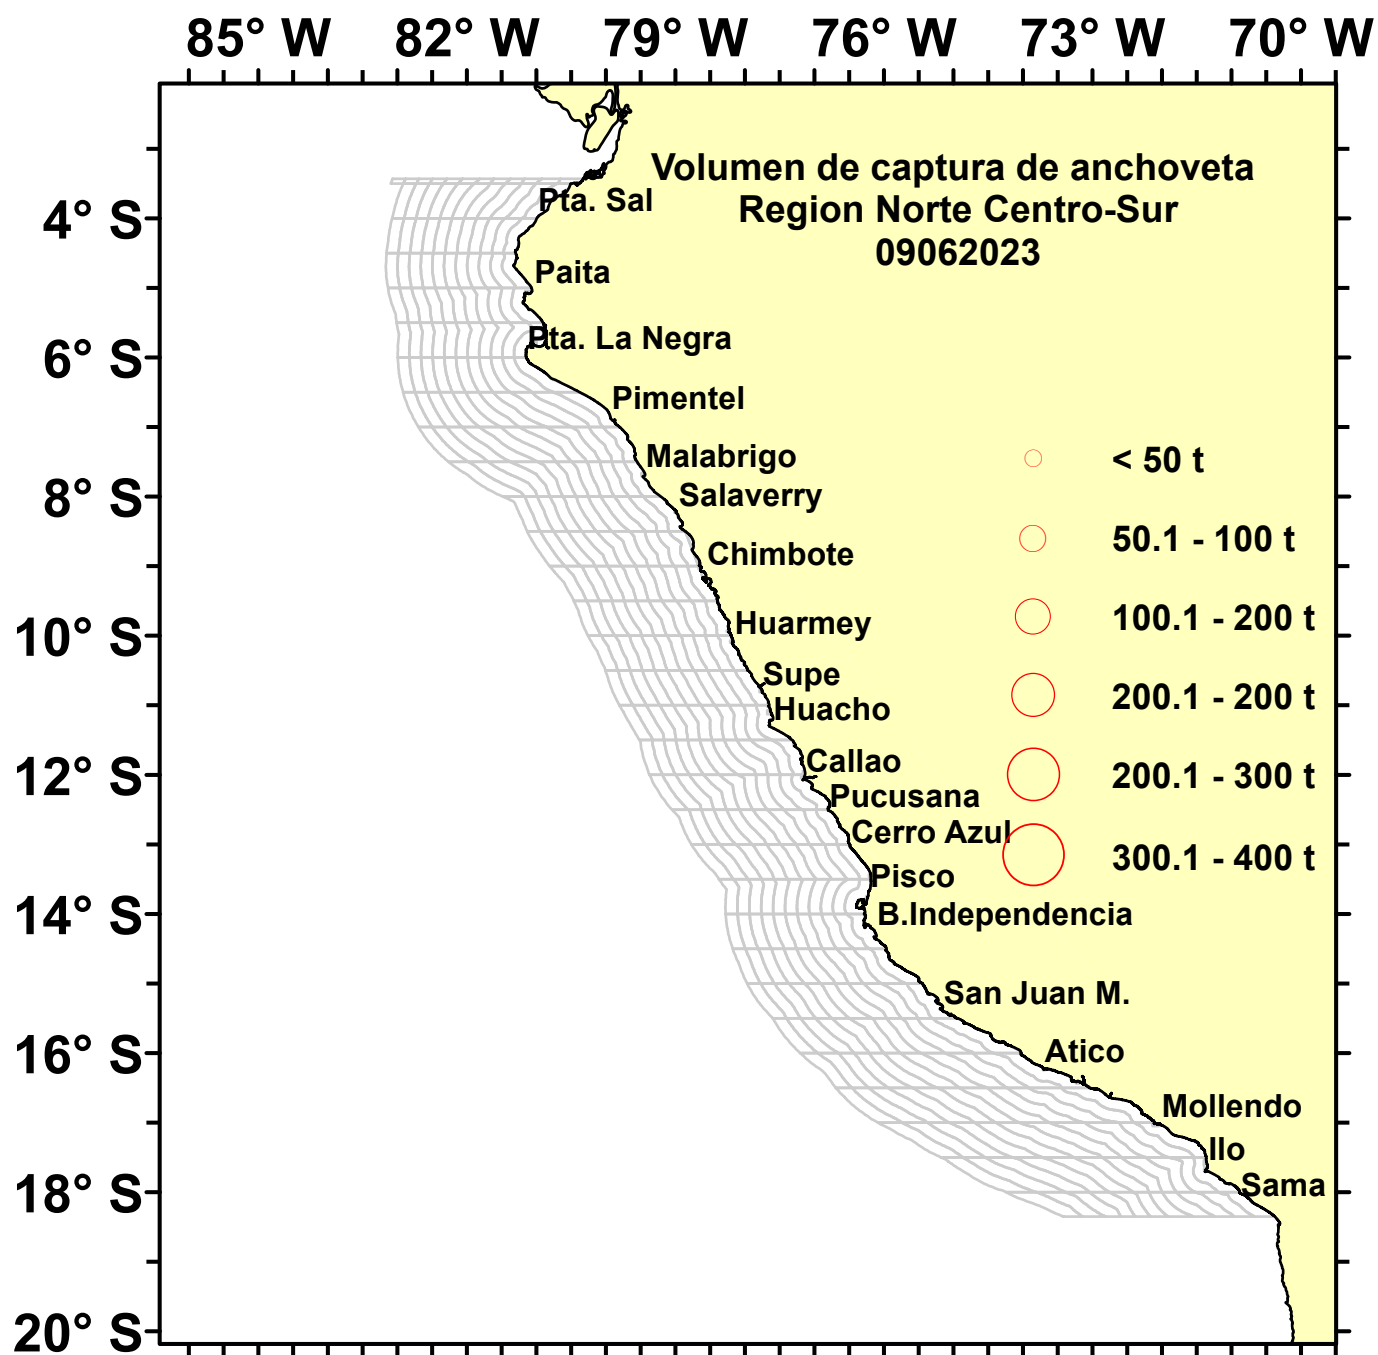 85° W 82° W 79° W 76° W 73° W 70° W
Volumen de captura de anchoveta
Region Norte Centro-Sur
09062023
4° S
6° S
8° S
10° S
12° S
14° S
16° S
18° S
20° S
Pta. Sal
Paita
Pta. La Negra
Pimentel
Malabrigo
Salaverry
Chimbote
Huarmey
Supe
Huacho
Callao
Pucusana
Cerro Azul
Pisco
B.Independencia
San Juan M.
Atico
Mollendo
Ilo
Sama
< 50 t
50.1 - 100 t
100.1 - 200 t
200.1 - 200 t
200.1 - 300 t
300.1 - 400 t